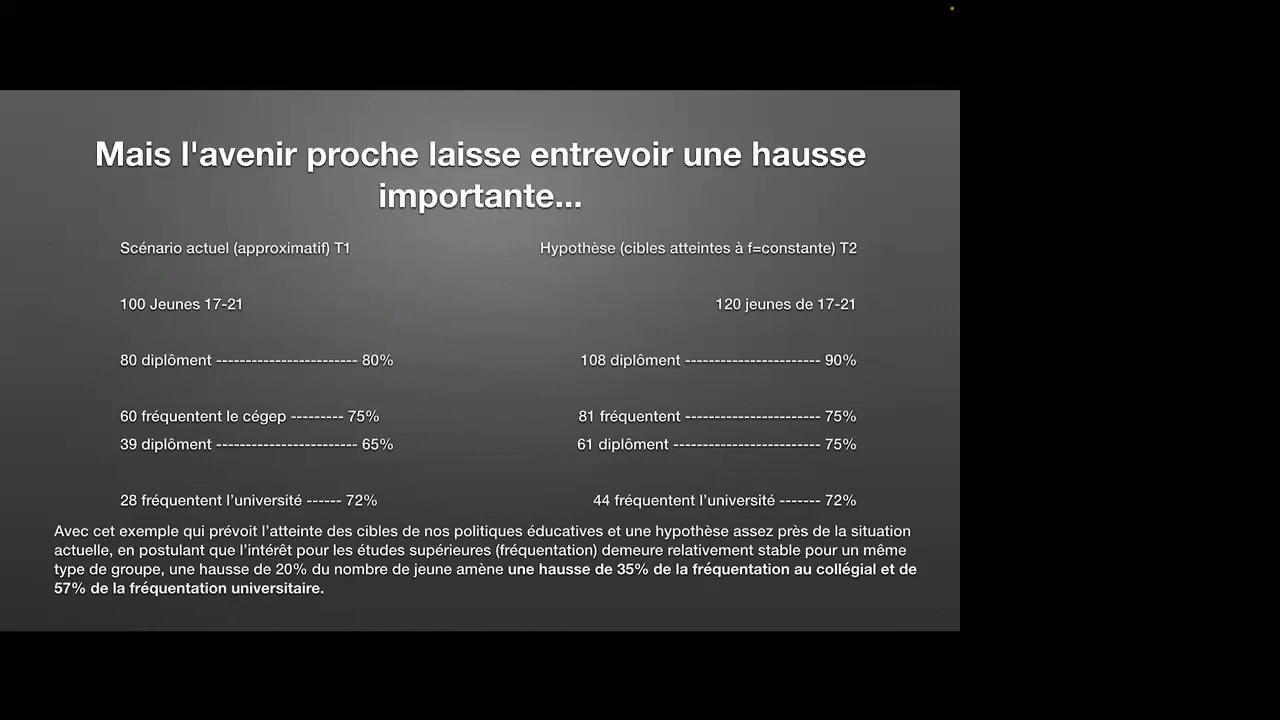 Mais l'avenir proche laisse entrevoir une hausse
importante...
Scénario actuel (approximatif) T1
Hypothèse (cibles atteintes à f=constante) T2
100 Jeunes 17-21
120 jeunes de 17-21
80 diplôment ------------------------ 80%
108 diplôment ----------------------- 90%
60 fréquentent le cégep --------- 75%
81 fréquentent ----------------------- 75%
39 diplôment ------------------------ 65%
61 diplôment ------------------------- 75%
28 fréquentent l’université ------ 72%
44 fréquentent l’université ------- 72%
Avec cet exemple qui prévoit l’atteinte des cibles de nos politiques éducatives et une hypothèse assez près de la situation
actuelle, en postulant que l’intérêt pour les études supérieures (fréquentation) demeure relativement stable pour un même
type de groupe, une hausse de 20% du nombre de jeune amène une hausse de 35% de la fréquentation au collégial et de
57% de la fréquentation universitaire.